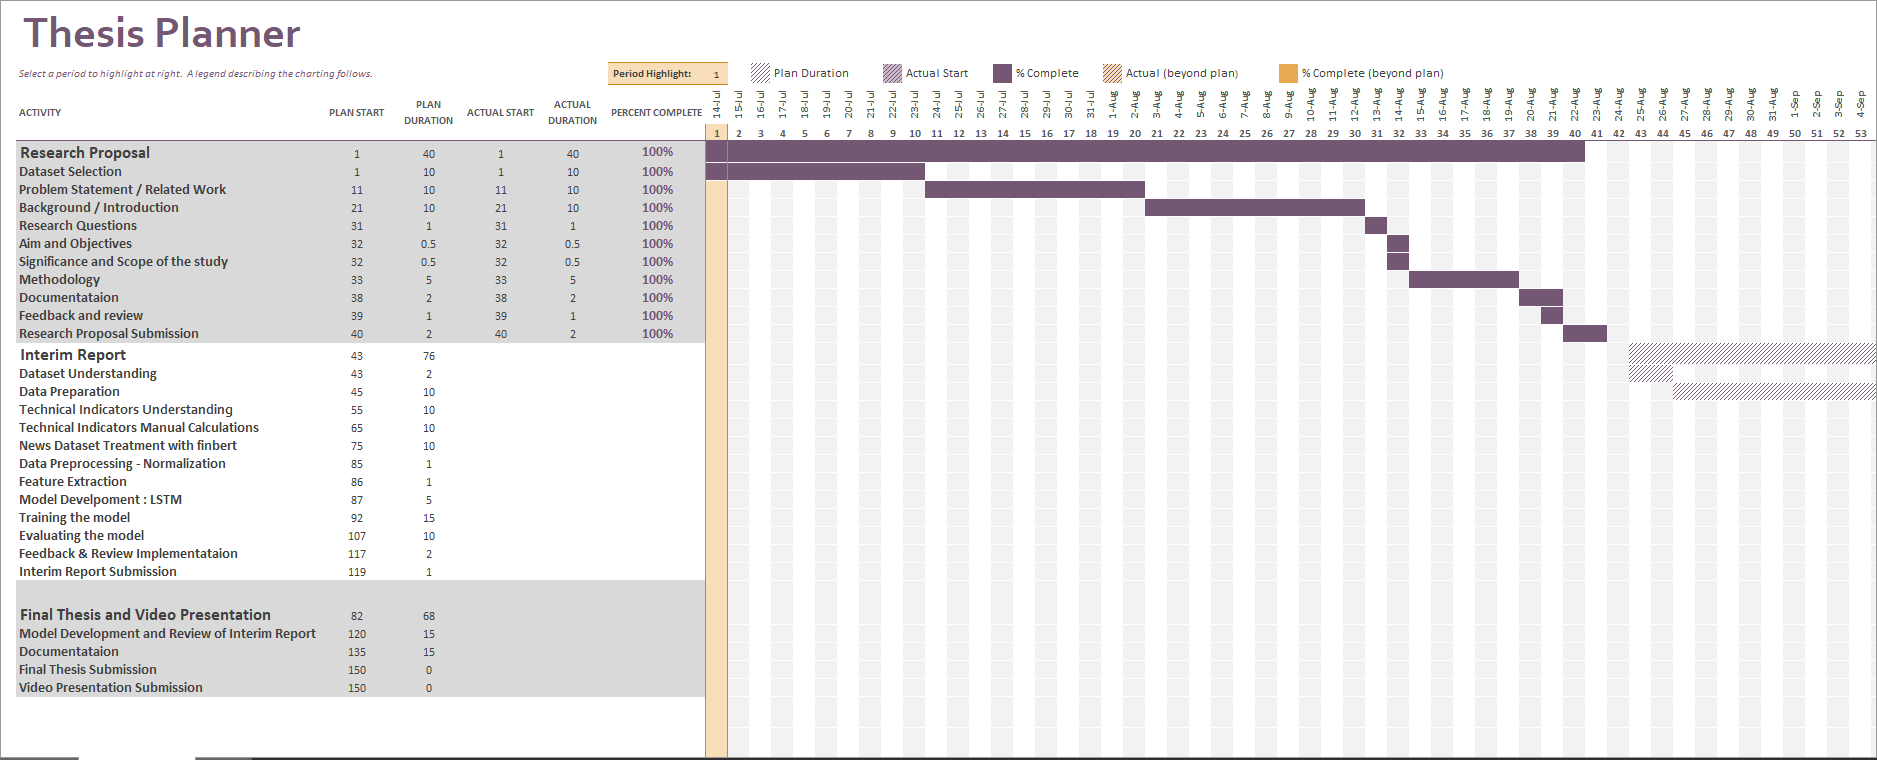 Thesis Planner
Select a period to highlight at right. A legend describing the charting follows.
Period Highlight: 1
Plan Duration
Actual Start
% Complete
Actual (beyond plan)
% Complete (beyond plan)
ACTIVITY PLAN START PLAN DURATION ACTUAL START ACTUAL DURATION PERCENT COMPLETE
14-Jul 15-Jul 16-Jul 17-Jul 18-Jul 19-Jul 20-Jul 21-Jul 22-Jul 23-Jul 24-Jul 25-Jul 26-Jul 27-Jul 28-Jul 29-Jul 30-Jul 31-Jul 1-Aug 2-Aug 3-Aug 4-Aug 5-Aug 6-Aug 7-Aug 8-Aug 9-Aug 10-Aug 11-Aug 12-Aug 13-Aug 14-Aug 15-Aug 16-Aug 17-Aug 18-Aug 19-Aug 20-Aug 21-Aug 22-Aug 23-Aug 24-Aug 25-Aug 26-Aug 27-Aug 28-Aug 29-Aug 30-Aug 31-Aug 1-Sep 2-Sep 3-Sep 4-Sep
1 2 3 4 5 6 7 8 9 10 11 12 13 14 15 16 17 18 19 20 21 22 23 24 25 26 27 28 29 30 31 32 33 34 35 36 37 38 39 40 41 42 43 44 45 46 47 48 49 50 51 52 53
Research Proposal 1 40 1 40 100%
Dataset Selection 1 10 1 10 100%
Problem Statement / Related Work 11 10 11 10 100%
Background / Introduction 21 10 21 10 100%
Research Questions 31 1 31 1 100%
Aim and Objectives 32 0.5 32 0.5 100%
Significance and Scope of the study 32 0.5 32 0.5 100%
Methodology 33 5 33 5 100%
Documentataion 38 2 38 2 100%
Feedback and review 39 1 39 1 100%
Research Proposal Submission 40 2 40 2 100%
Interim Report 43 76
Dataset Understanding 43 2
Data Preparation 45 10
Technical Indicators Understanding 55 10
Technical Indicators Manual Calculations 65 10
News Dataset Treatment with finbert 75 10
Data Preprocessing - Normalization 85 1
Feature Extraction 86 1
Model Develpoment : LSTM 87 5
Training the model 92 15
Evaluating the model 107 10
Feedback & Review Implementataion 117 2
Interim Report Submission 119 1
Final Thesis and Video Presentation 82 68
Model Development and Review of Interim Report 120 15
Documentataion 135 15
Final Thesis Submission 150 0
Video Presentation Submission 150 0